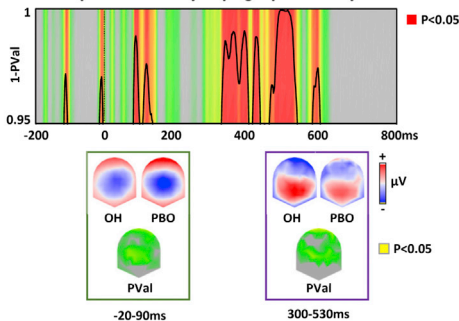 1
P<0.05
1-PVal
0.95
-200 0 200 400 600 800ms
+
µV
-
OH PBO
OH PBO
P<0.05
PVal
PVal
-20-90ms
300-530ms